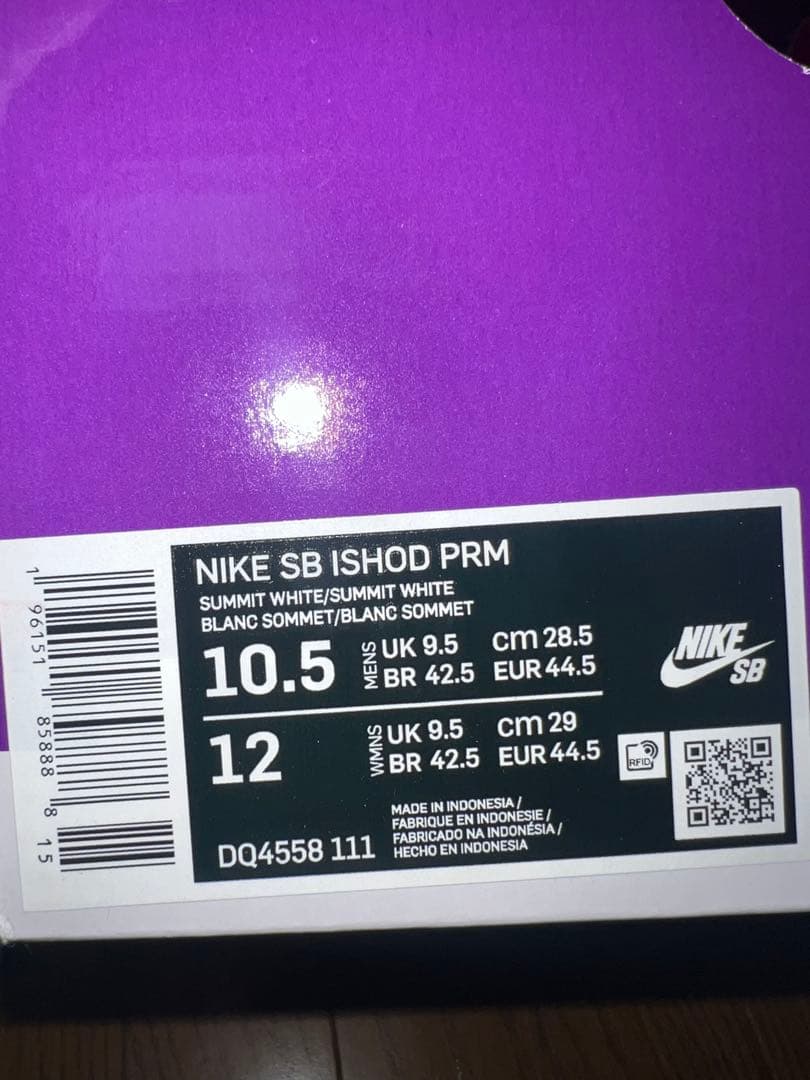 NIKE SB ISHOD PRM
SUMMIT WHITE/SUMMIT WHITE
BLANC SOMMET/BLANC SOMMET
10.5 MENS UK 9.5 cm 28.5
BR 42.5 EUR 44.5
12 WMNS UK 9.5 cm 29
BR 42.5 EUR 44.5
DQ4558 111
MADE IN INDONESIA /
FABRIQUE EN INDONESIE /
FABRICADO NA INDONÉSIA /
HECHO EN INDONESIA
NIKE
SB
RFID
1 96151 85888 8 15